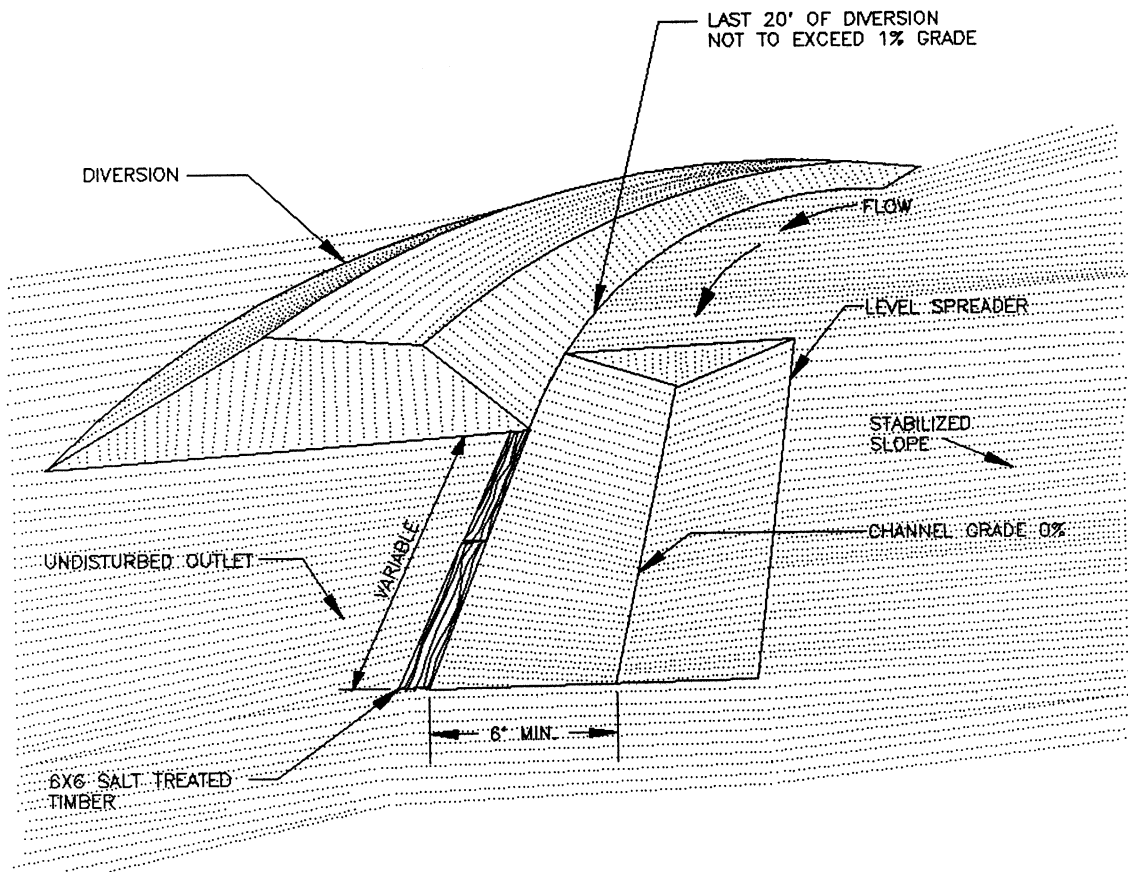 LAST 20' OF DIVERSION
NOT TO EXCEED 1% GRADE
DIVERSION
FLOW
LEVEL SPREADER
STABILIZED
SLOPE
CHANNEL GRADE 0%
UNDISTURBED OUTLET
VARIABLE
6' MIN.
6X6 SALT TREATED
TIMBER